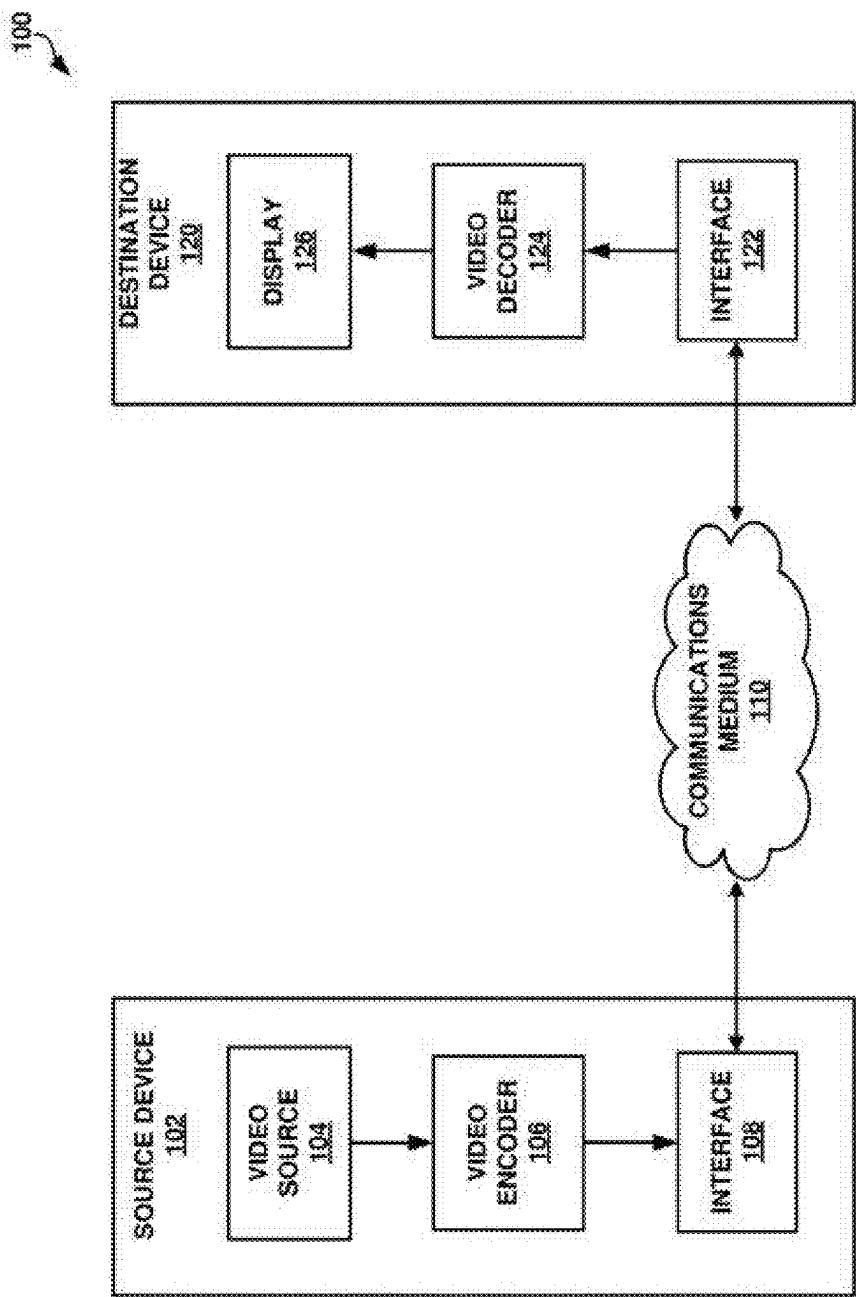 100
SOURCE DEVICE
102
VIDEO
SOURCE
104
VIDEO
ENCODER
106
INTERFACE
108
COMMUNICATIONS
MEDIUM
110
DESTINATION
DEVICE
120
DISPLAY
126
VIDEO
DECODER
124
INTERFACE
122